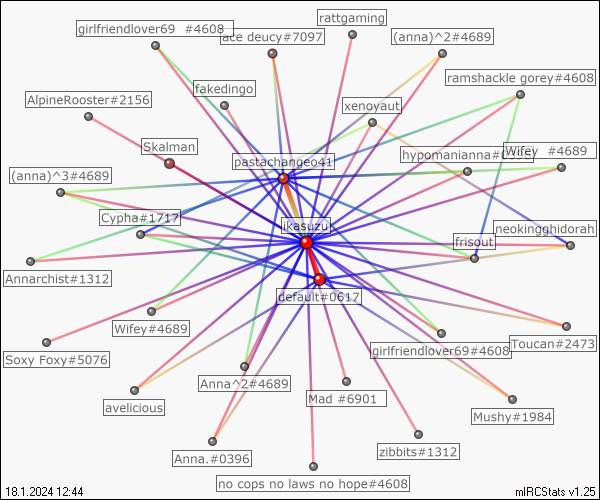 rattgaming
girlfriendlover69 #4608
ace deucy#7097
(anna)^2#4689
ramshackle gorey#4608
fakedingo
AlpineRooster#2156
xenoyaut
Skalman
Wifey #4689
pastachangeo41
hypomanianna#0
(anna)^3#4689
Cypha#1717
ikasuzu
neokingghidorah
frisout
Annarchist#1312
default#0617
Wifey#4689
Toucan#2473
girlfriendlover69#4608
Soxy Foxy#5076
Anna^2#4689
Mad #6901
avelicious
Mushy#1984
zibbits#1312
Anna.#0396
no cops no laws no hope#4608
18.1.2024 12:44
mIRCStats v1.25